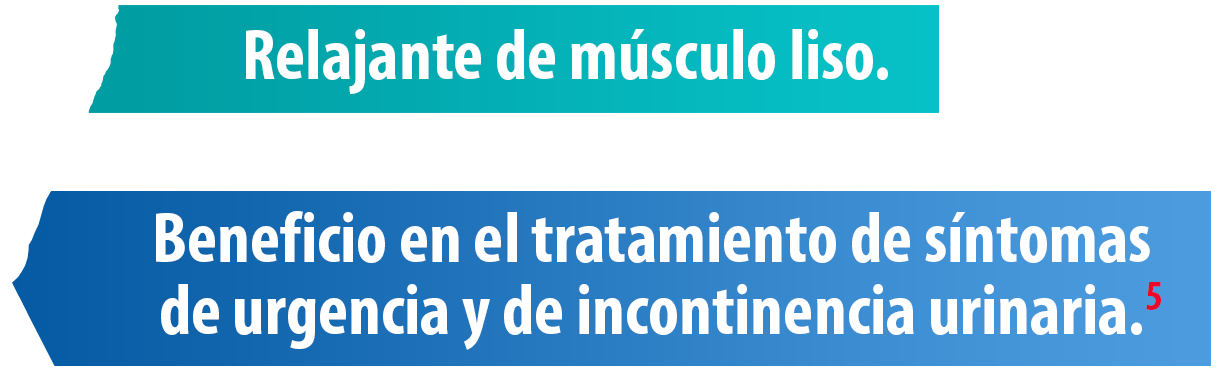 Relajante de músculo liso.
Beneficio en el tratamiento de síntomas
de urgencia y de incontinencia urinaria.5